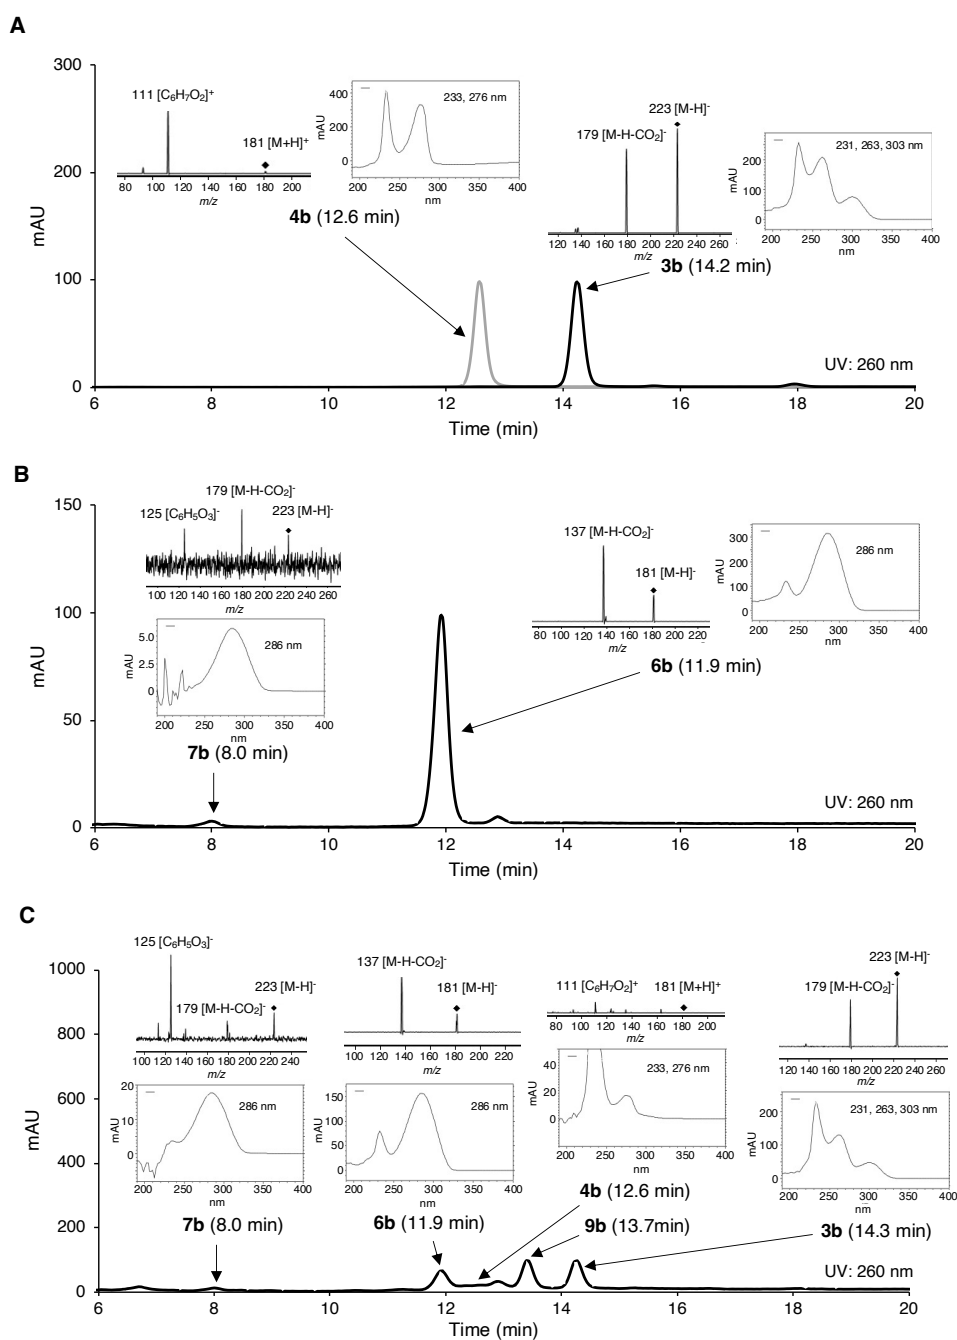 A
300
200
100
0
mAU
111 [C₆H₇O₂]⁺
181 [M+H]⁺
80 100 120 140 160 180 200
m/z
400
200
0
mAU
233, 276 nm
200 250 300 350 400
nm
4b (12.6 min)
223 [M-H]⁻
179 [M-H-CO₂]⁻
120 140 160 180 200 220 240 260
m/z
231, 263, 303 nm
200
100
0
mAU
200 250 300 350 400
nm
3b (14.2 min)
UV: 260 nm
6 8 10 12 14 16 18 20
Time (min)
B
150
100
50
0
mAU
179 [M-H-CO₂]⁻
125 [C₆H₅O₃]⁻
223 [M-H]⁻
100 120 140 160 180 200 220 240 260
m/z
5.0
2.5
0
mAU
286 nm
200 250 300 350 400
nm
7b (8.0 min)
137 [M-H-CO₂]⁻
181 [M-H]⁻
80 100 120 140 160 180 200 220
m/z
300
200
100
0
mAU
286 nm
200 250 300 350 400
nm
6b (11.9 min)
UV: 260 nm
6 8 10 12 14 16 18 20
Time (min)
C
1000
800
600
400
200
0
mAU
125 [C₆H₅O₃]⁻
179 [M-H-CO₂]⁻
223 [M-H]⁻
100 120 140 160 180 200 220 240
m/z
20
10
0
mAU
286 nm
200 250 300 350 400
nm
7b (8.0 min)
137 [M-H-CO₂]⁻
181 [M-H]⁻
100 120 140 160 180 200 220
m/z
150
100
50
0
mAU
286 nm
200 250 300 350 400
nm
6b (11.9 min)
111 [C₆H₇O₂]⁺
181 [M+H]⁺
80 100 120 140 160 180 200
m/z
40
20
0
mAU
233, 276 nm
200 250 300 350 400
nm
4b (12.6 min)
9b (13.7min)
223 [M-H]⁻
179 [M-H-CO₂]⁻
120 140 160 180 200 220 240 260
m/z
200
100
0
mAU
231, 263, 303 nm
200 250 300 350 400
nm
3b (14.3 min)
UV: 260 nm
6 8 10 12 14 16 18 20
Time (min)